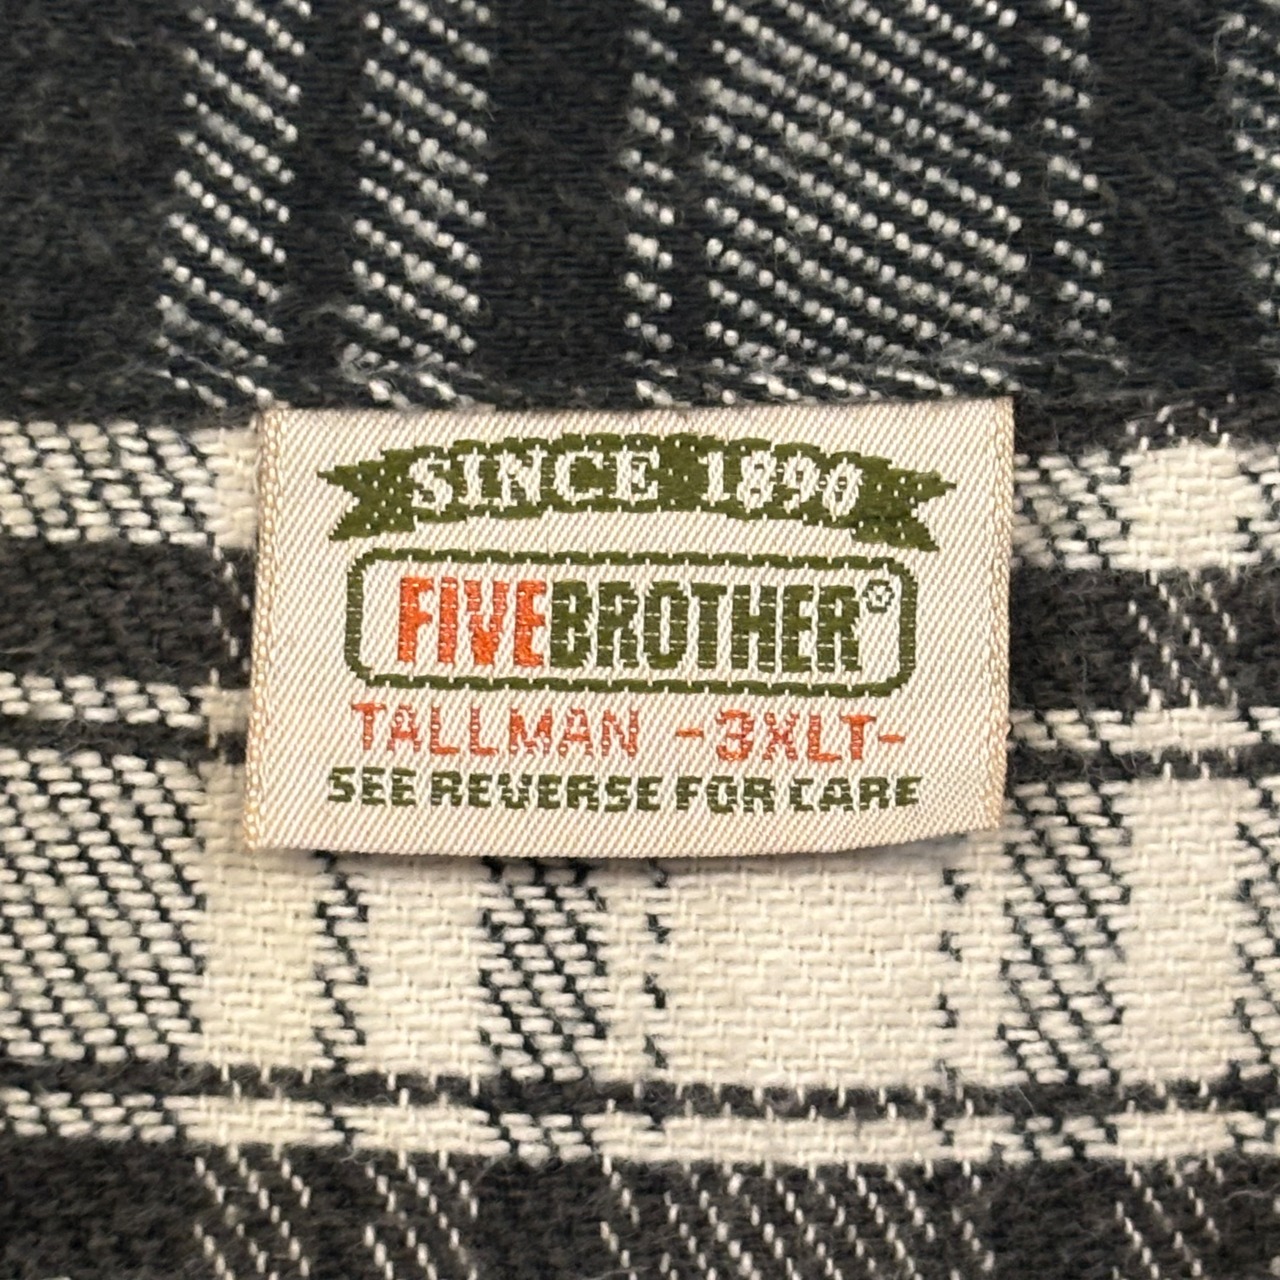 SINCE 1890
FIVEBROTHER®
TALLMAN -3XLT-
SEE REVERSE FOR CARE